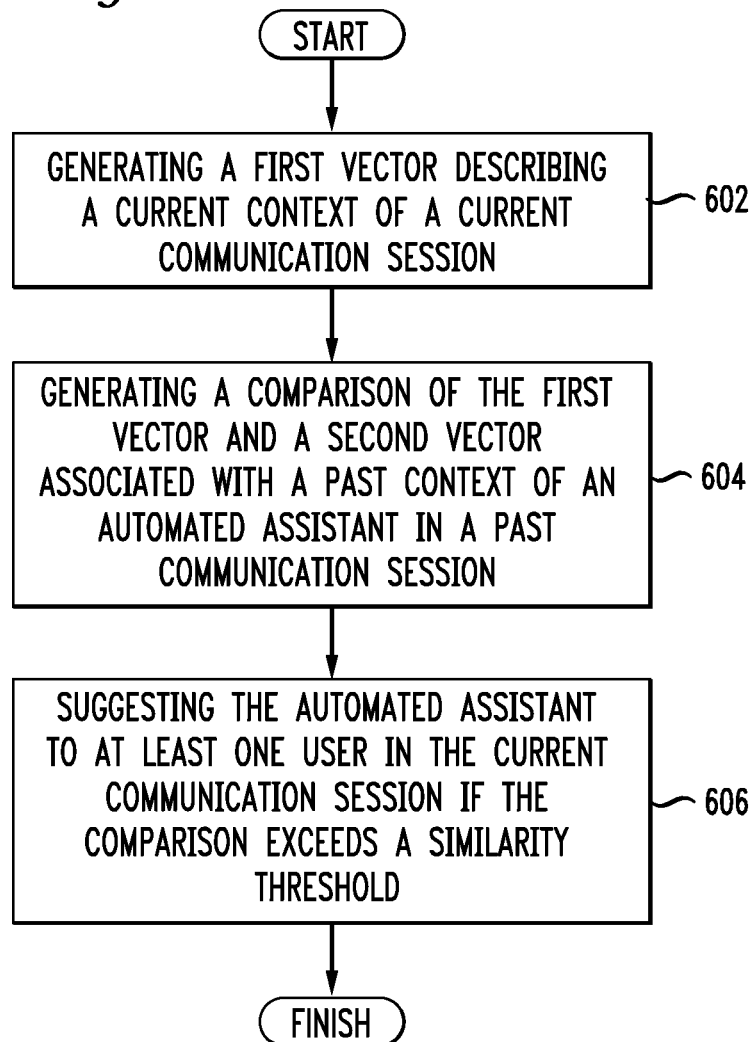 START
GENERATING A FIRST VECTOR DESCRIBING
A CURRENT CONTEXT OF A CURRENT
COMMUNICATION SESSION
602
GENERATING A COMPARISON OF THE FIRST
VECTOR AND A SECOND VECTOR
ASSOCIATED WITH A PAST CONTEXT OF AN
AUTOMATED ASSISTANT IN A PAST
COMMUNICATION SESSION
604
SUGGESTING THE AUTOMATED ASSISTANT
TO AT LEAST ONE USER IN THE CURRENT
COMMUNICATION SESSION IF THE
COMPARISON EXCEEDS A SIMILARITY
THRESHOLD
606
FINISH